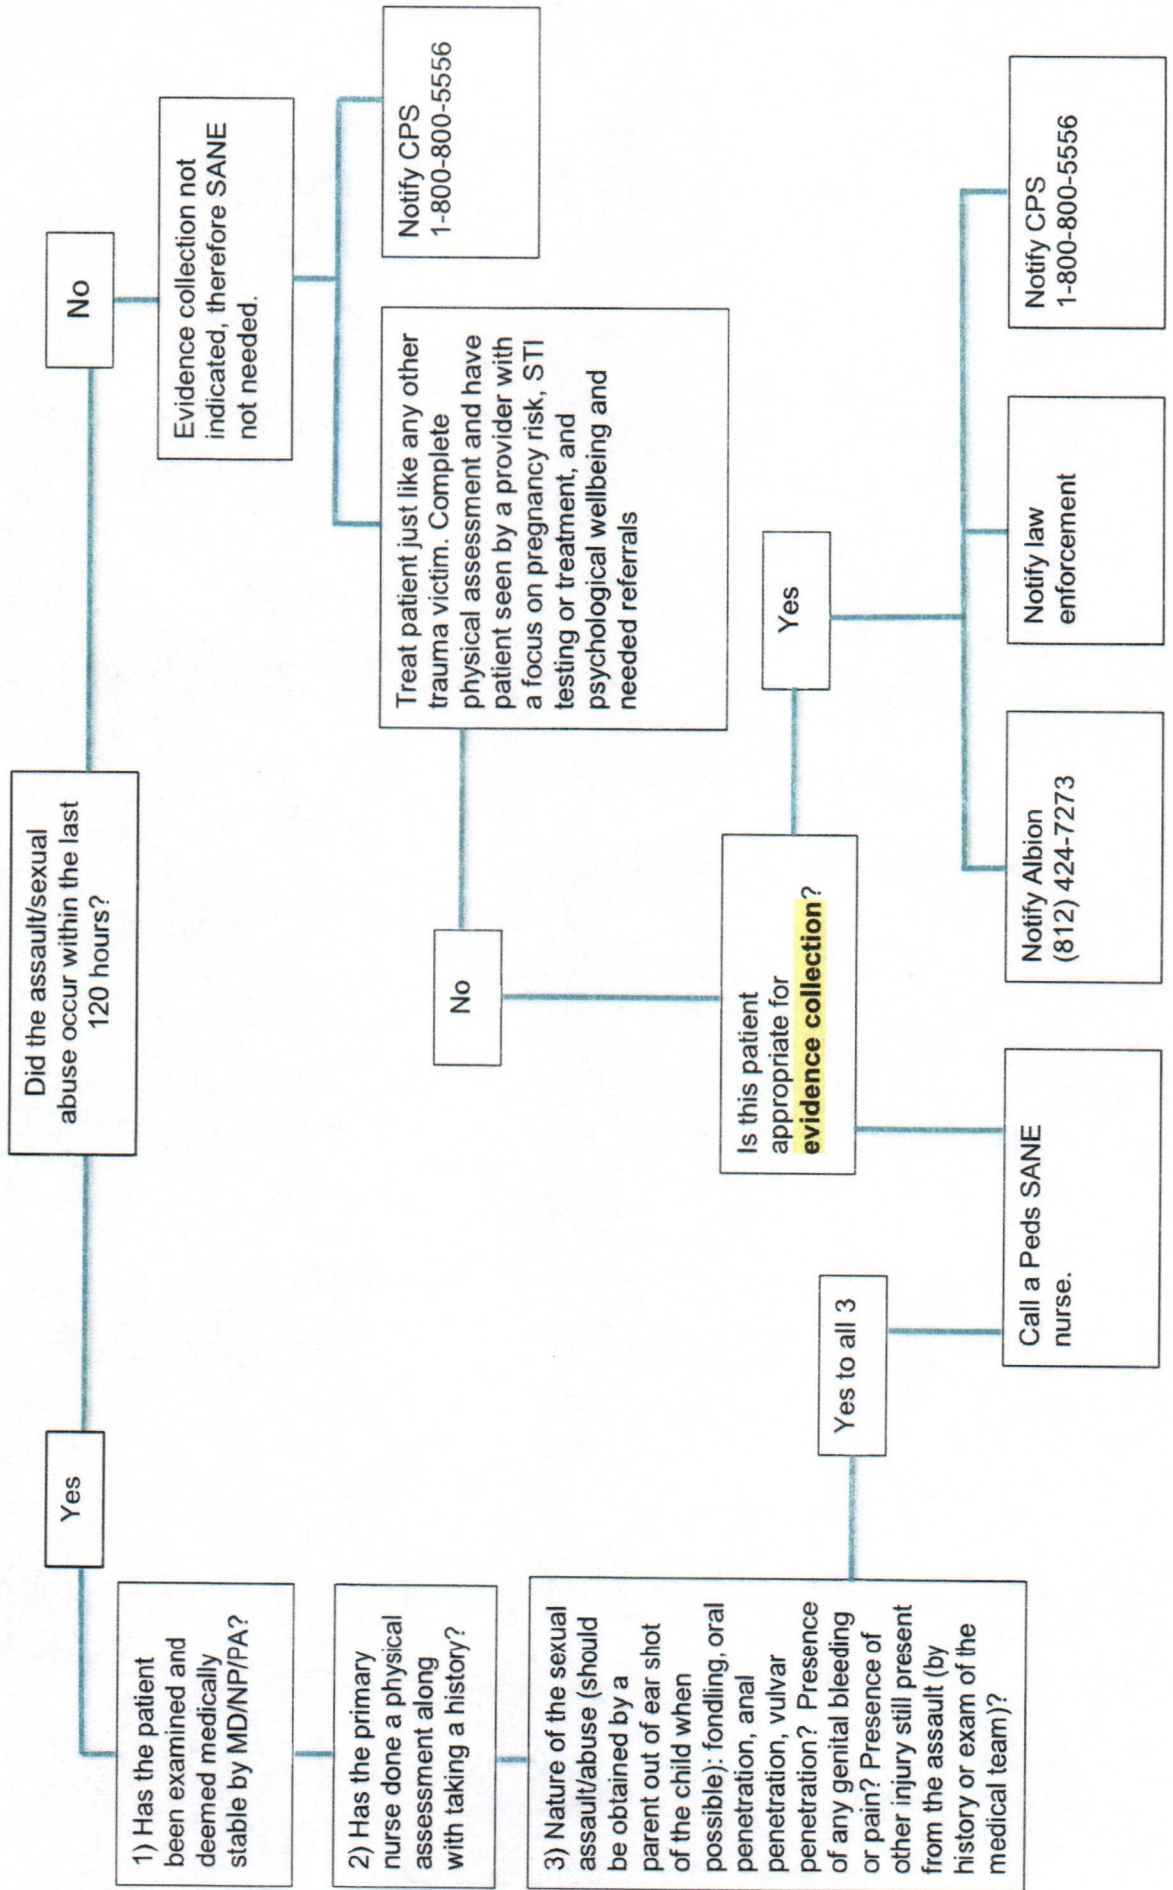 Did the assault/sexual
abuse occur within the last
120 hours?
Yes
No
1) Has the patient
been examined and
deemed medically
stable by MD/NP/PA?
2) Has the primary
nurse done a physical
assessment along
with taking a history?
3) Nature of the sexual
assault/abuse (should
be obtained by a
parent out of ear shot
of the child when
possible): fondling, oral
penetration, anal
penetration, vulvar
penetration? Presence
of any genital bleeding
or pain? Presence of
other injury still present
from the assault (by
history or exam of the
medical team)?
Yes to all 3
Call a Peds SANE
nurse.
Is this patient
appropriate for
evidence collection?
No
Yes
Notify Albion
(812) 424-7273
Notify law
enforcement
Notify CPS
1-800-800-5556
Evidence collection not
indicated, therefore SANE
not needed.
Treat patient just like any other
trauma victim. Complete
physical assessment and have
patient seen by a provider with
a focus on pregnancy risk, STI
testing or treatment, and
psychological wellbeing and
needed referrals
Notify CPS
1-800-800-5556